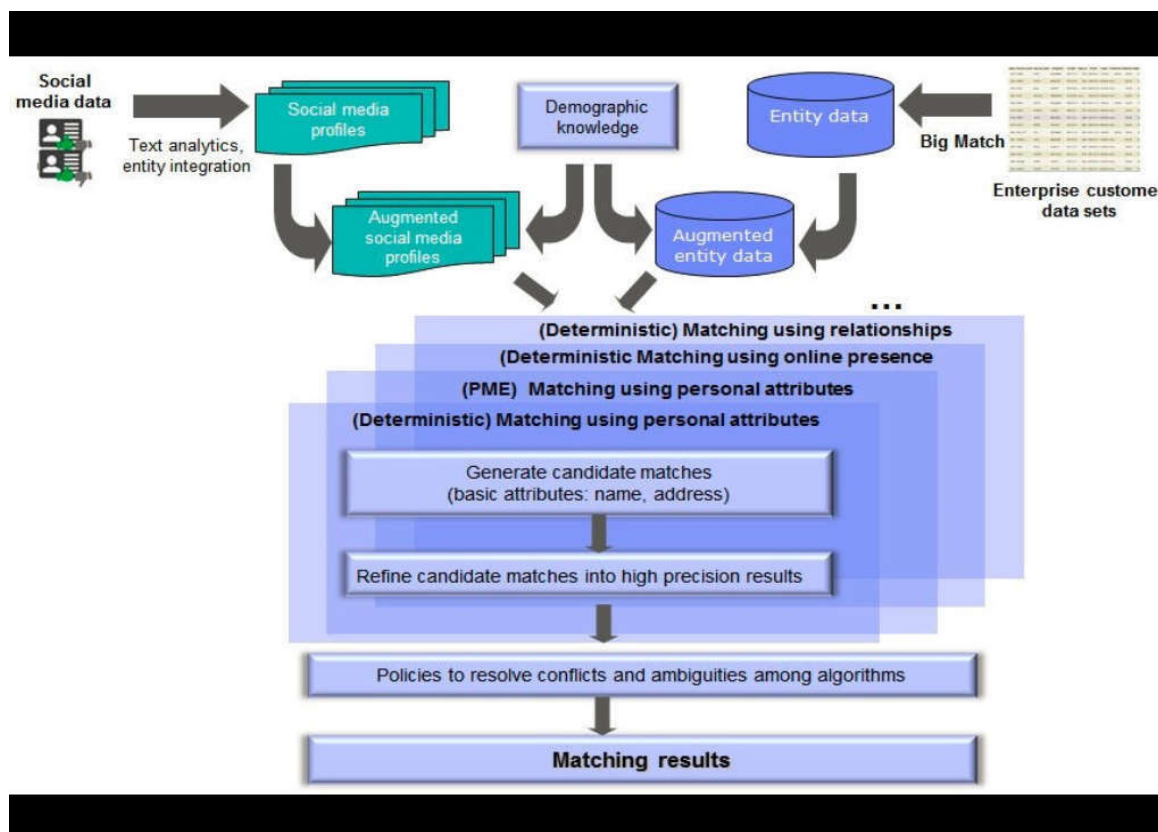 Social
media data
Text analytics,
entity integration
Social media
profiles
Demographic
knowledge
Entity data
Big Match
Enterprise custome
data sets
Augmented
social media
profiles
Augmented
entity data
...
(Deterministic) Matching using relationships
(Deterministic Matching using online presence
(PME) Matching using personal attributes
(Deterministic) Matching using personal attributes
Generate candidate matches
(basic attributes: name, address)
Refine candidate matches into high precision results
Policies to resolve conflicts and ambiguities among algorithms
Matching results